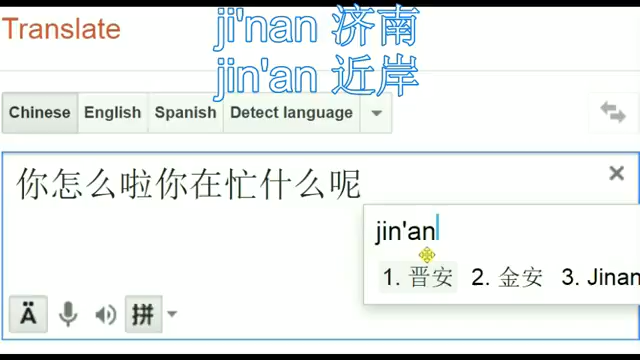 ji'nan 济南
Translate
jin'an 近岸
Chinese English Spanish Detect language
你怎么啦你在忙什么呢
jin'an
1. 晋安 2. 金安 3. Jinan
Ä 拼